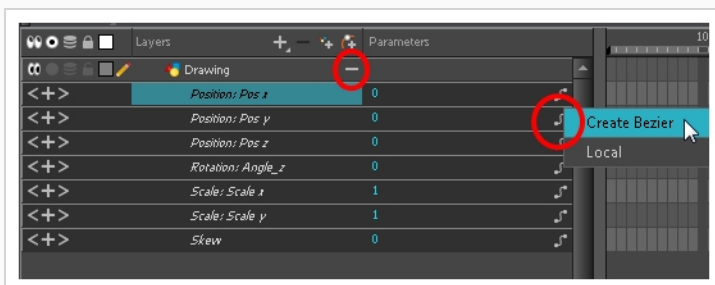 Layers Parameters 10
Drawing
Position: Pos x 0
Position: Pos y 0
Create Bezier
Position: Pos z 0
Local
Rotation: Angle_z 0
Scale: Scale x 1
Scale: Scale y 1
Skew 0